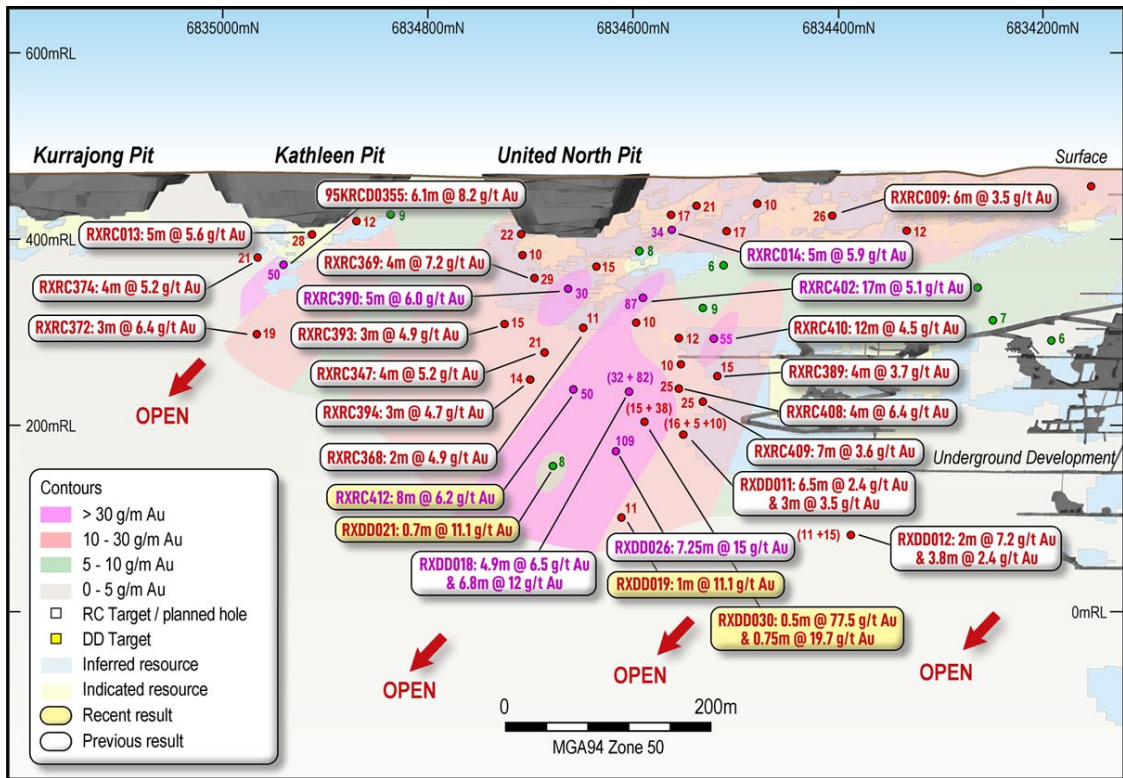 6835000mN
6834800mN
6834600mN
6834400mN
6834200mN
600mRL
Kurrajong Pit
Kathleen Pit
United North Pit
Surface
95KRCD0355: 6.1m @ 8.2 g/t Au
RXRC009: 6m @ 3.5 g/t Au
RXRC013: 5m @ 5.6 g/t Au
RXRC369: 4m @ 7.2 g/t Au
RXRC014: 5m @ 5.9 g/t Au
RXRC374: 4m @ 5.2 g/t Au
RXRC390: 5m @ 6.0 g/t Au
RXRC402: 17m @ 5.1 g/t Au
RXRC372: 3m @ 6.4 g/t Au
RXRC393: 3m @ 4.9 g/t Au
RXRC410: 12m @ 4.5 g/t Au
RXRC347: 4m @ 5.2 g/t Au
RXRC389: 4m @ 3.7 g/t Au
RXRC394: 3m @ 4.7 g/t Au
RXRC408: 4m @ 6.4 g/t Au
RXRC368: 2m @ 4.9 g/t Au
RXRC409: 7m @ 3.6 g/t Au
RXRC412: 8m @ 6.2 g/t Au
RXDD011: 6.5m @ 2.4 g/t Au
& 3m @ 3.5 g/t Au
RXDD021: 0.7m @ 11.1 g/t Au
RXDD018: 4.9m @ 6.5 g/t Au
& 6.8m @ 12 g/t Au
RXDD026: 7.25m @ 15 g/t Au
RXDD012: 2m @ 7.2 g/t Au
& 3.8m @ 2.4 g/t Au
RXDD019: 1m @ 11.1 g/t Au
RXDD030: 0.5m @ 77.5 g/t Au
& 0.75m @ 19.7 g/t Au
400mRL
200mRL
0mRL
Underground Development
9
12
28
21
50
19
22
10
29
15
30
15
11
21
14
50
8
21
17
34
10
17
26
12
8
6
87
9
10
12
55
7
6
10
15
25
25
(32 + 82)
(15 + 38)
(16 + 5 +10)
109
11
(11 +15)
OPEN
OPEN
OPEN
OPEN
Contours
> 30 g/m Au
10 - 30 g/m Au
5 - 10 g/m Au
0 - 5 g/m Au
RC Target / planned hole
DD Target
Inferred resource
Indicated resource
Recent result
Previous result
0
200m
MGA94 Zone 50